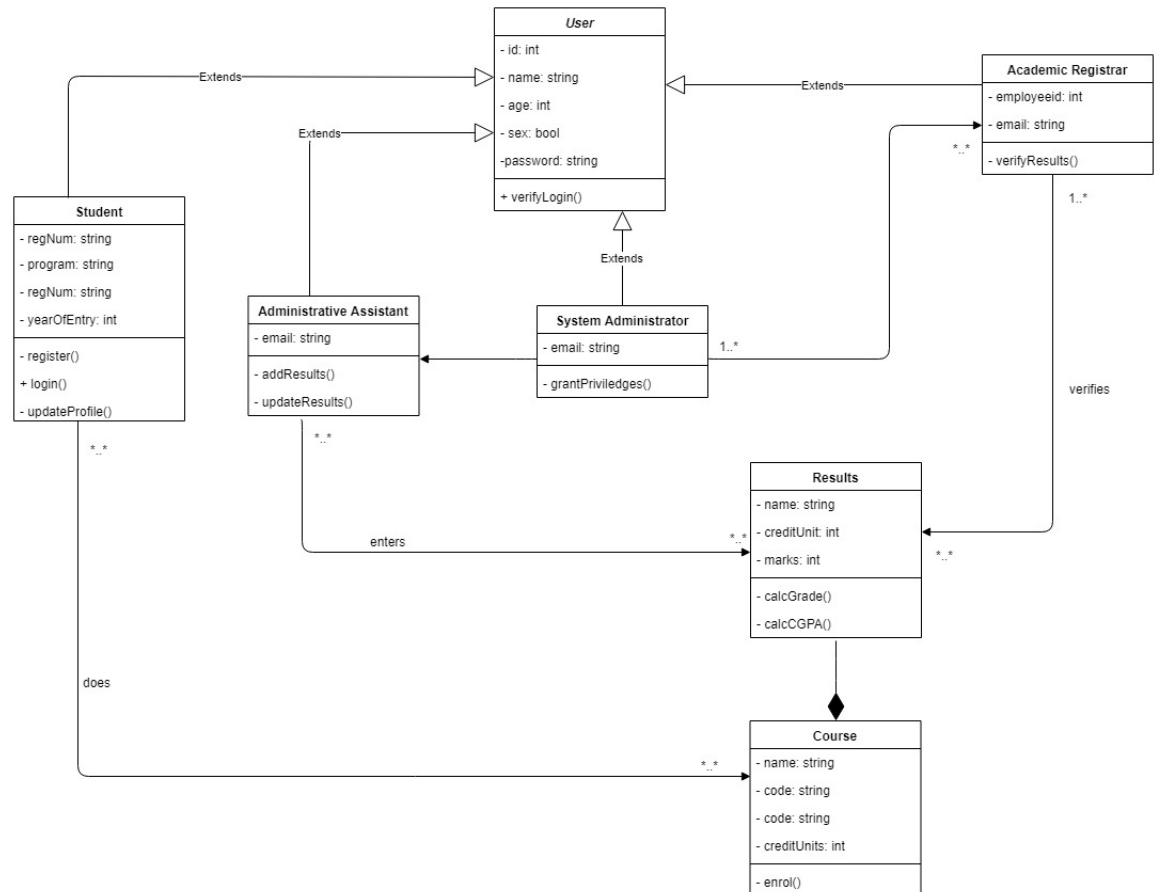 User
- id: int
- name: string
- age: int
- sex: bool
-password: string
+ verifyLogin()
Extends
Extends
Extends
Extends
Academic Registrar
- employeeid: int
- email: string
- verifyResults()
*..*
1..*
Student
- regNum: string
- program: string
- regNum: string
- yearOfEntry: int
- register()
+ login()
- updateProfile()
*..*
Administrative Assistant
- email: string
- addResults()
- updateResults()
*..*
System Administrator
- email: string
- grantPriviledges()
1..*
verifies
enters
*..*
Results
- name: string
- creditUnit: int
- marks: int
- calcGrade()
- calcCGPA()
*..*
does
*..*
Course
- name: string
- code: string
- code: string
- creditUnits: int
- enrol()